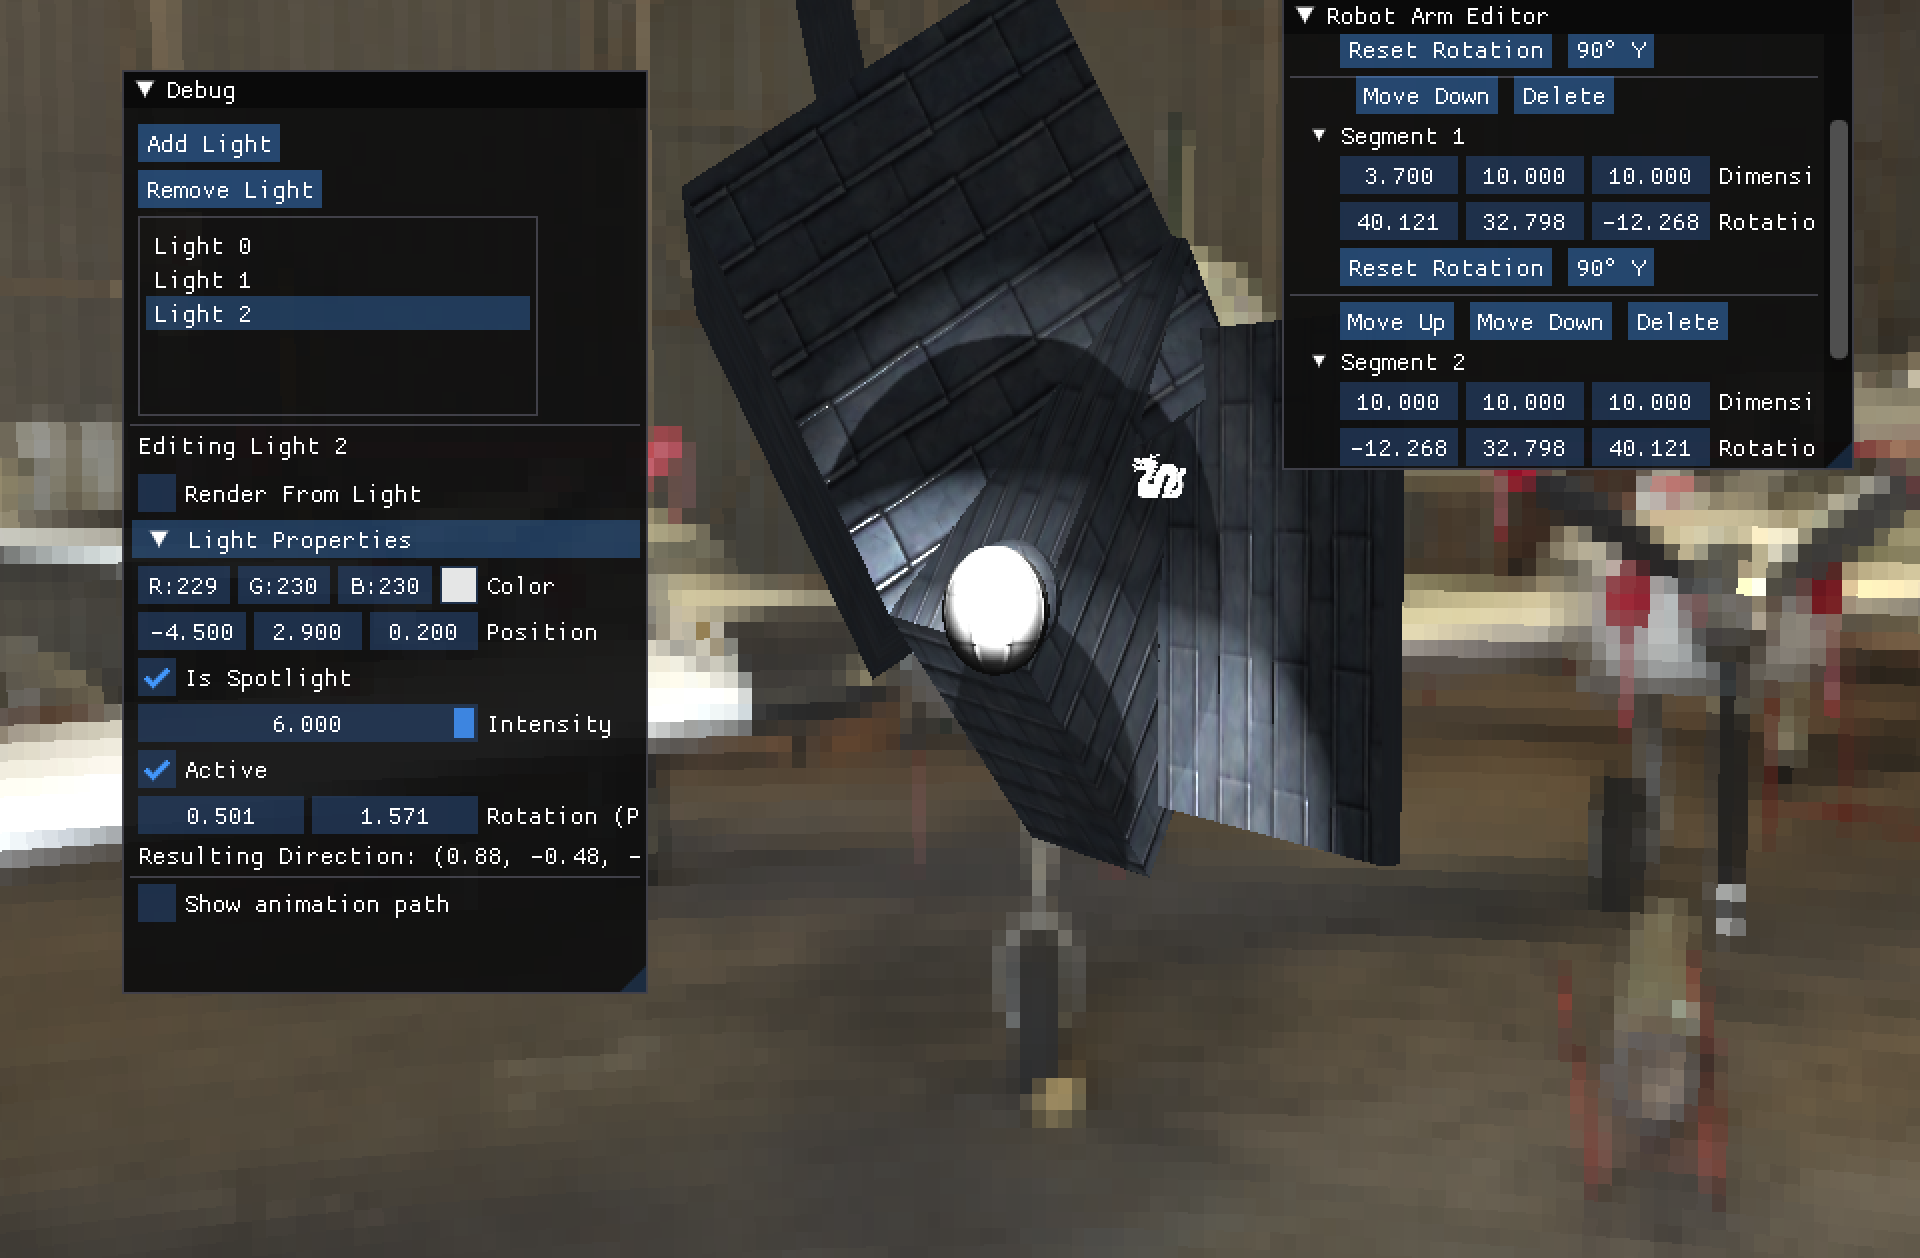 Debug
Add Light
Remove Light
Light 0
Light 1
Light 2
Editing Light 2
Render From Light
Light Properties
R:229 G:230 B:230 Color
-4.500 2.900 0.200 Position
Is Spotlight
6.000 Intensity
Active
0.501 1.571 Rotation (P
Resulting Direction: (0.88, -0.48, -
Show animation path
Robot Arm Editor
Reset Rotation 90° Y
Move Down Delete
Segment 1
3.700 10.000 10.000 Dimensi
40.121 32.798 -12.268 Rotatio
Reset Rotation 90° Y
Move Up Move Down Delete
Segment 2
10.000 10.000 10.000 Dimensi
-12.268 32.798 40.121 Rotatio